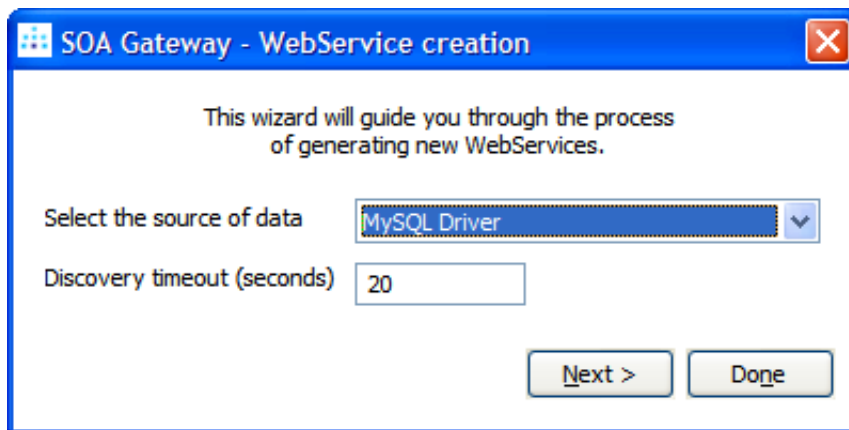 SOA Gateway - WebService creation
This wizard will guide you through the process
of generating new WebServices.
Select the source of data
MySQL Driver
Discovery timeout (seconds)
20
Next >
Done